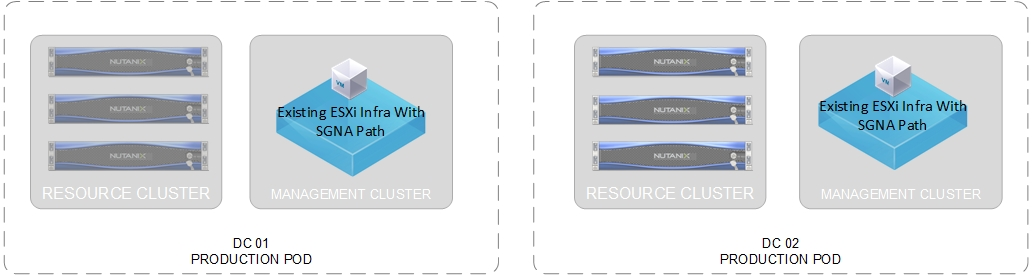 NUTANIX
NUTANIX
NUTANIX
RESOURCE CLUSTER
VM
Existing ESXi Infra With
SGNA Path
MANAGEMENT CLUSTER
DC 01
PRODUCTION POD
NUTANIX
NUTANIX
NUTANIX
RESOURCE CLUSTER
VM
Existing ESXi Infra With
SGNA Path
MANAGEMENT CLUSTER
DC 02
PRODUCTION POD